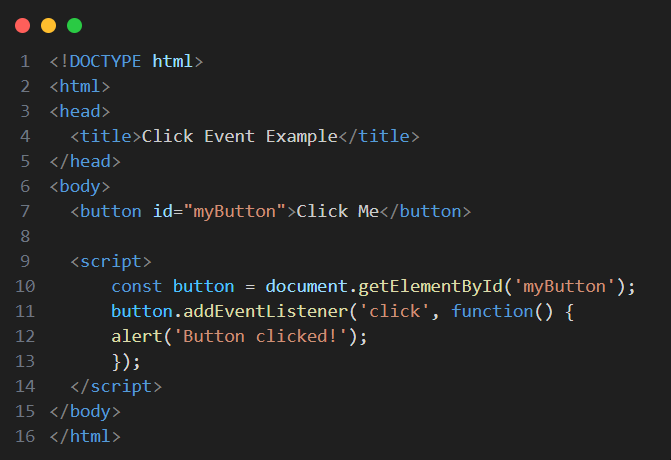 1 <!DOCTYPE html>
2 <html>
3 <head>
4   <title>Click Event Example</title>
5 </head>
6 <body>
7   <button id="myButton">Click Me</button>
8
9   <script>
10      const button = document.getElementById('myButton');
11      button.addEventListener('click', function() {
12      alert('Button clicked!');
13      });
14  </script>
15 </body>
16 </html>